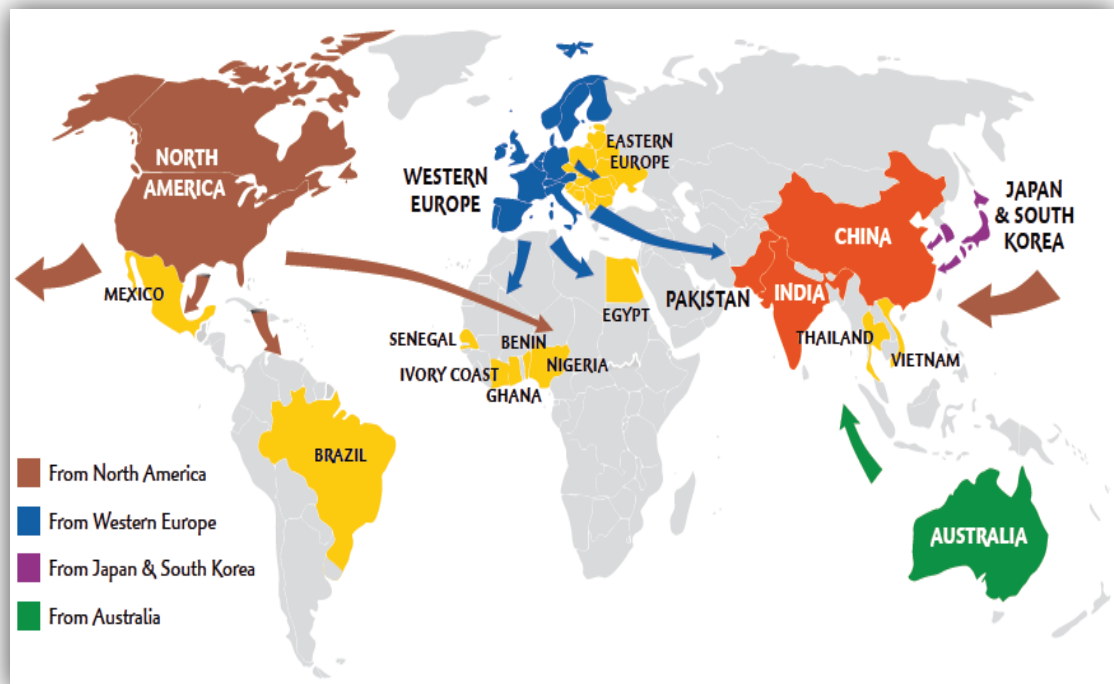 NORTH
AMERICA
MEXICO
BRAZIL
WESTERN
EUROPE
EASTERN
EUROPE
SENEGAL
BENIN
IVORY COAST
GHANA
NIGERIA
EGYPT
PAKISTAN
INDIA
CHINA
JAPAN
& SOUTH
KOREA
THAILAND
VIETNAM
AUSTRALIA
From North America
From Western Europe
From Japan & South Korea
From Australia